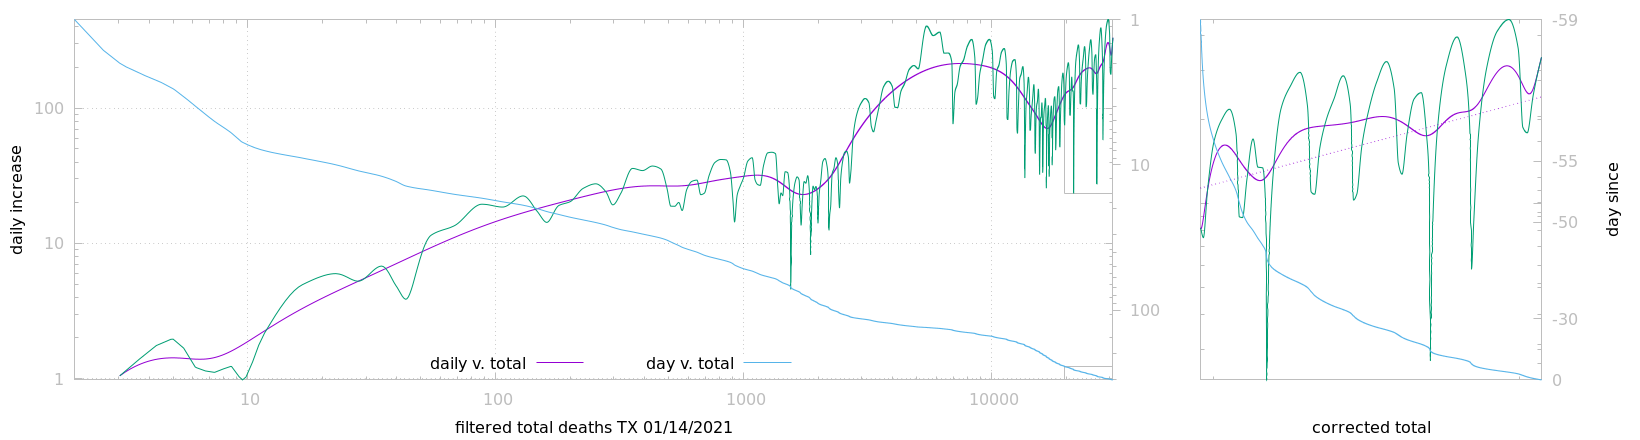 daily increase
100
10
1
10
100
1000
10000
filtered total deaths TX 01/14/2021
daily v. total
day v. total
1
10
100
-59
-55
-50
-30
0
day since
corrected total